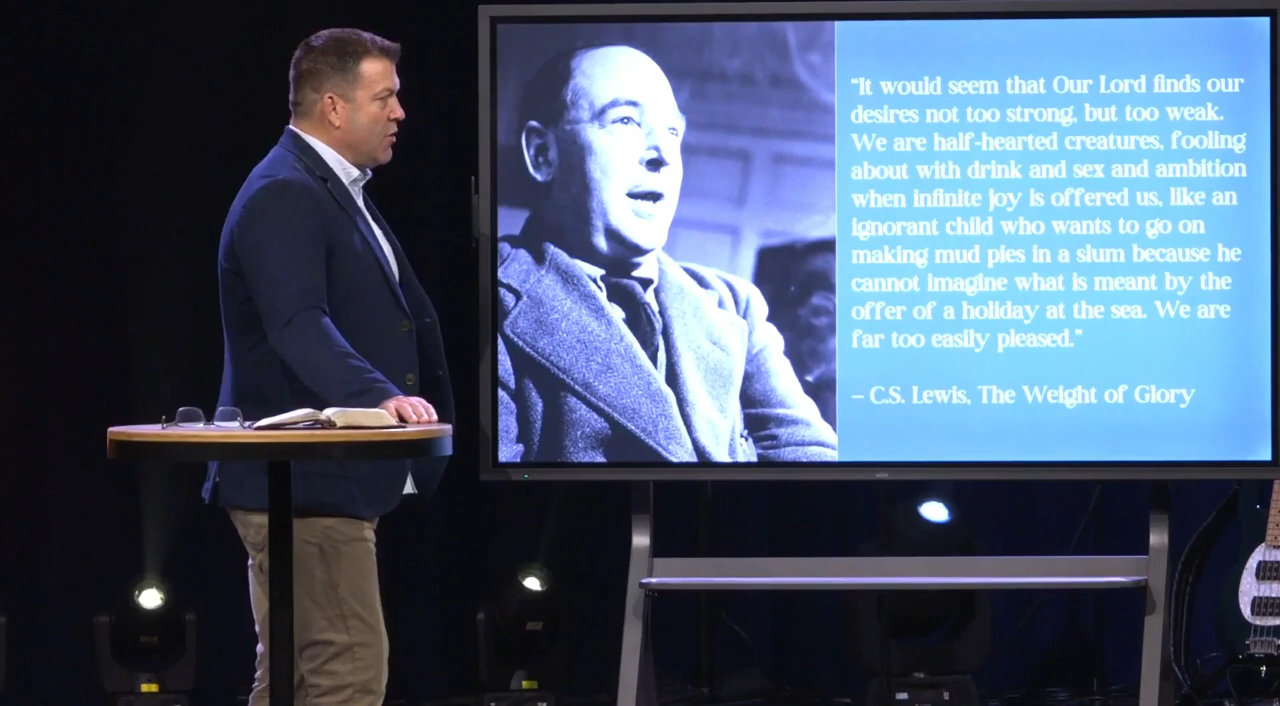 “It would seem that Our Lord finds our
desires not too strong, but too weak.
We are half-hearted creatures, fooling
about with drink and sex and ambition
when infinite joy is offered us, like an
ignorant child who wants to go on
making mud pies in a slum because he
cannot imagine what is meant by the
offer of a holiday at the sea. We are
far too easily pleased.”
– C.S. Lewis, The Weight of Glory